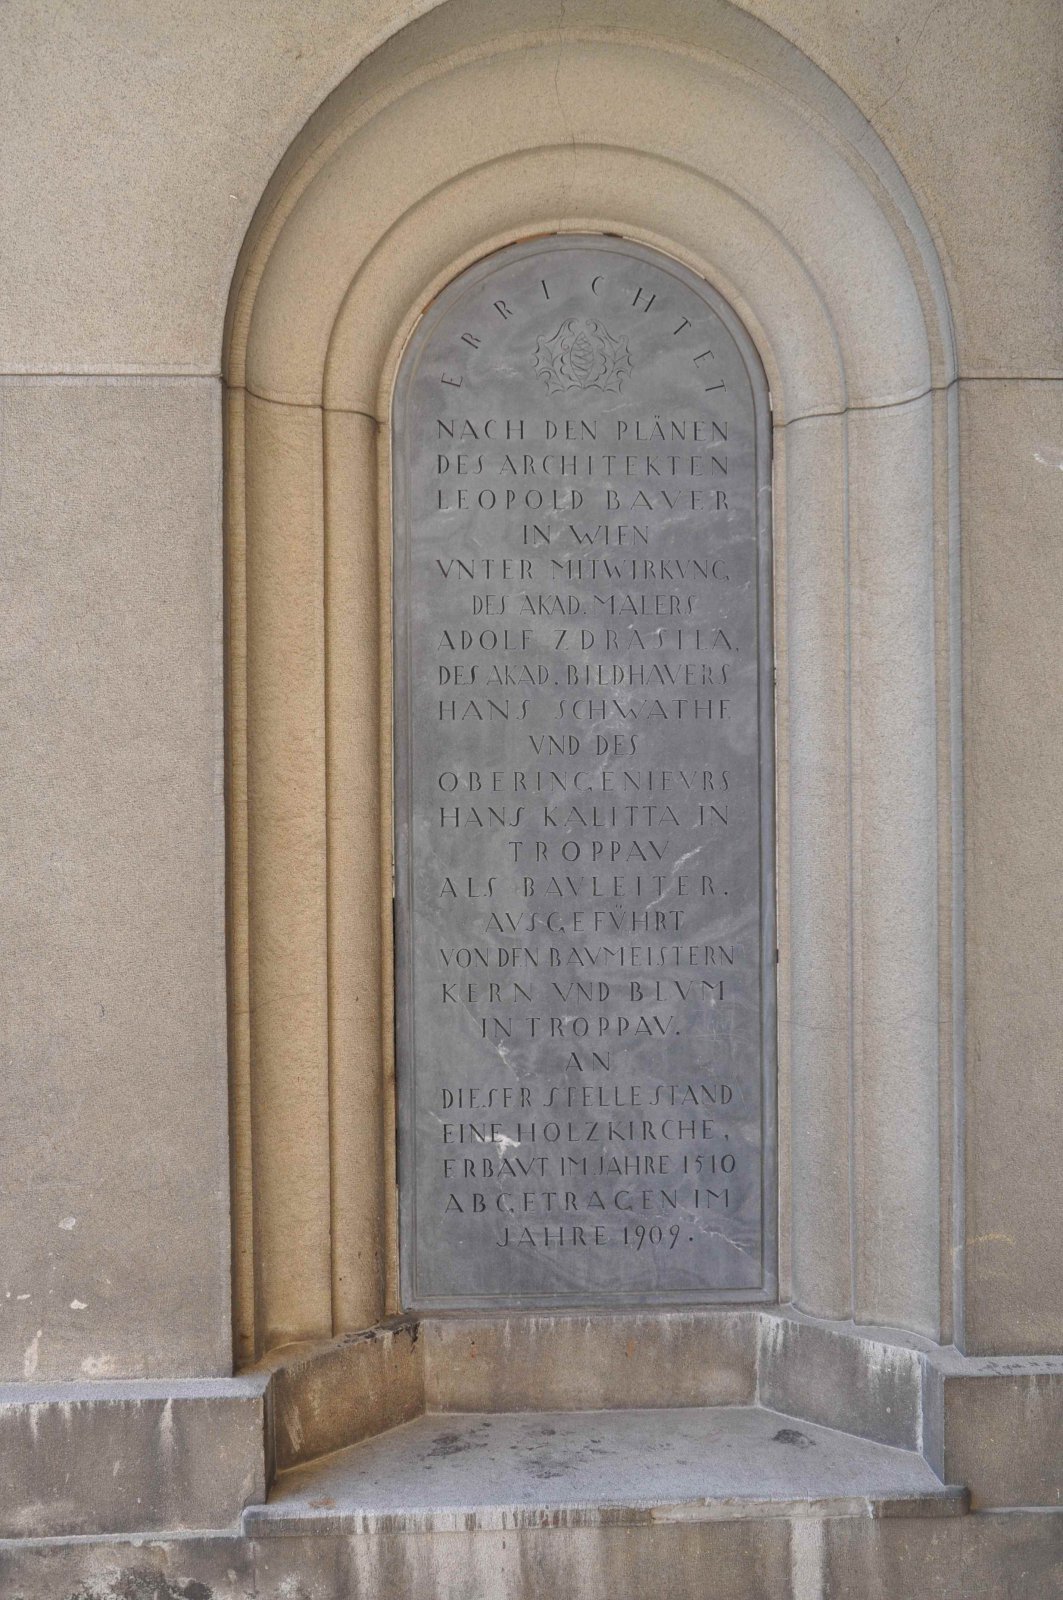 ERRICHTET
NACH DEN PLÄNEN
DES ARCHITEKTEN
LEOPOLD BAVER
IN WIEN
VNTER MITWIRKVNG
DES AKAD. MALERS
ADOLF ZDRASILA,
DES AKAD. BILDHAVERS
HANS SCHWATHE
VND DES
OBERINGENIEVRS
HANS KALITTA IN
TROPPAV
ALS BAVLEITER.
AVSGEFV̈HRT
VON DEN BAVMEISTERN
KERN VND BLVM
IN TROPPAV.
AN
DIESER STELLE STAND
EINE HOLZKIRCHE,
ERBAVT IM JAHRE 1510
ABGETRAGEN IM
JAHRE 1909.